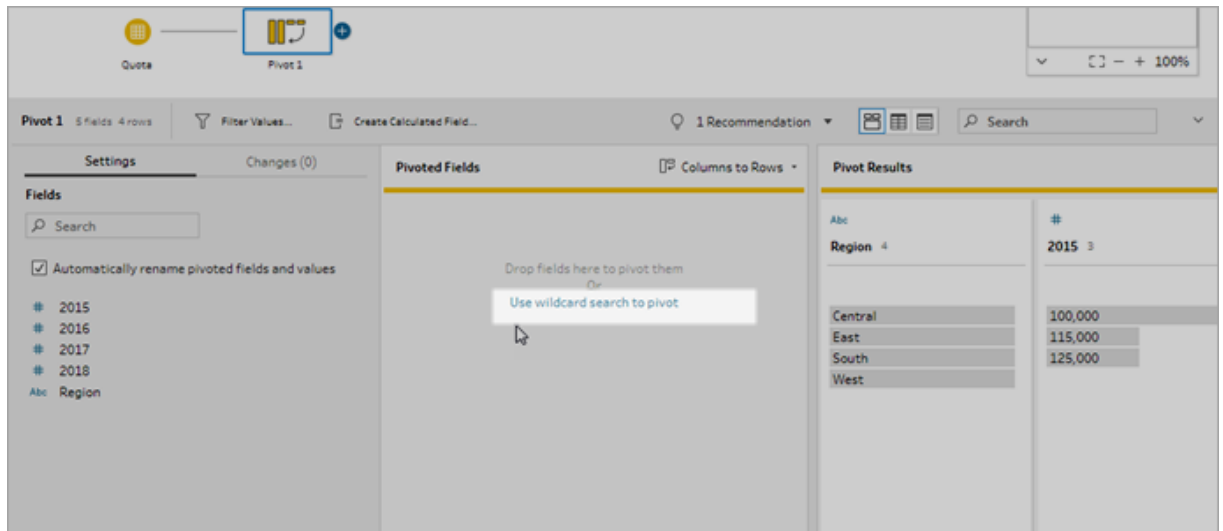 Quota
Pivot 1
100%
Pivot 1 5 fields 4 rows
Filter Values...
Create Calculated Field...
1 Recommendation
Search
Settings
Changes (0)
Fields
Search
Automatically rename pivoted fields and values
# 2015
# 2016
# 2017
# 2018
Abc Region
Pivoted Fields
Columns to Rows
Drop fields here to pivot them
Or
Use wildcard search to pivot
Pivot Results
Abc
Region 4
Central
East
South
West
#
2015 3
100,000
115,000
125,000